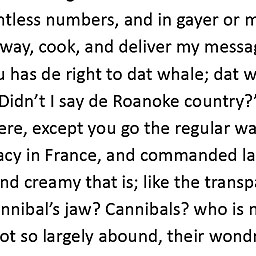 ntless numbers, and in gayer or m
way, cook, and deliver my messag
u has de right to dat whale; dat w
Didn’t I say de Roanoke country?’
ere, except you go the regular wa
acy in France, and commanded la
nd creamy that is; like the transpa
nnibal’s jaw? Cannibals? who is n
ot so largely abound, their wondr